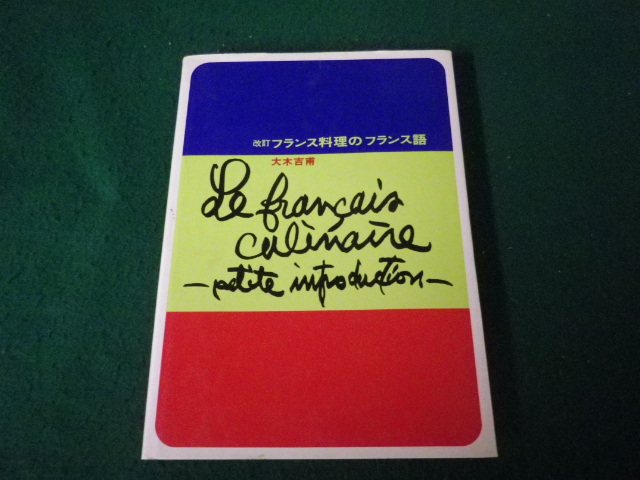 改訂 フランス料理のフランス語
大木吉甫
Le français
culinaire
—petite introduction—